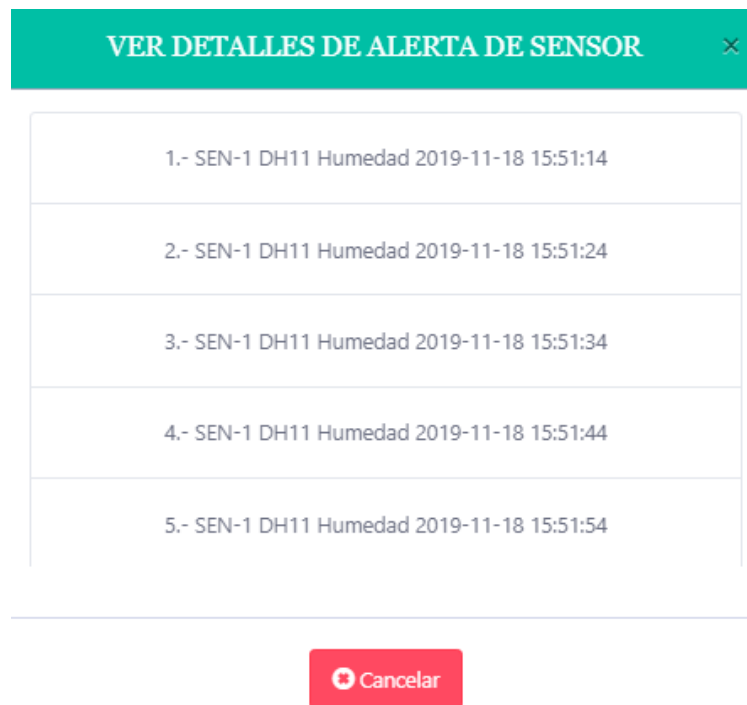 VER DETALLES DE ALERTA DE SENSOR ×
1.- SEN-1 DH11 Humedad 2019-11-18 15:51:14
2.- SEN-1 DH11 Humedad 2019-11-18 15:51:24
3.- SEN-1 DH11 Humedad 2019-11-18 15:51:34
4.- SEN-1 DH11 Humedad 2019-11-18 15:51:44
5.- SEN-1 DH11 Humedad 2019-11-18 15:51:54
Cancelar